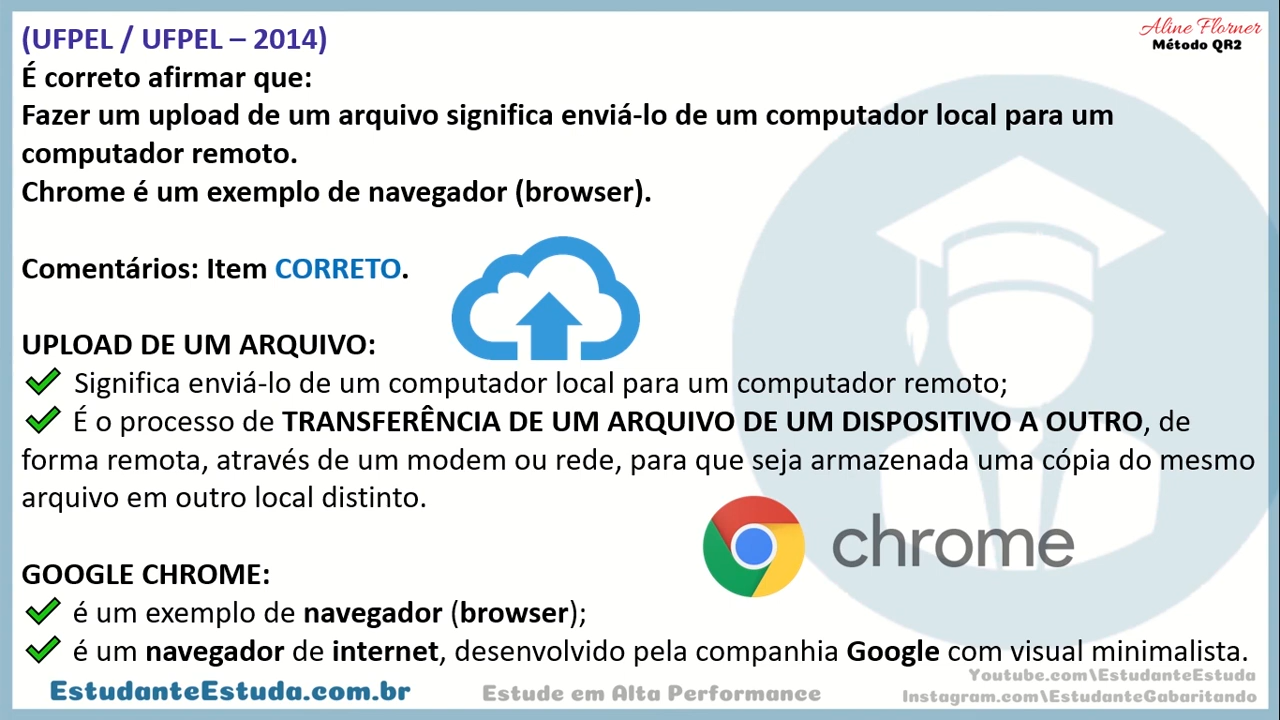 (UFPEL / UFPEL – 2014)
Aline Florner
Método QR2
É correto afirmar que:
Fazer um upload de um arquivo significa enviá-lo de um computador local para um
computador remoto.
Chrome é um exemplo de navegador (browser).
Comentários: Item CORRETO.
UPLOAD DE UM ARQUIVO:
Significa enviá-lo de um computador local para um computador remoto;
É o processo de TRANSFERÊNCIA DE UM ARQUIVO DE UM DISPOSITIVO A OUTRO, de
forma remota, através de um modem ou rede, para que seja armazenada uma cópia do mesmo
arquivo em outro local distinto.
chrome
GOOGLE CHROME:
é um exemplo de navegador (browser);
é um navegador de internet, desenvolvido pela companhia Google com visual minimalista.
EstudanteEstuda.com.br
Estude em Alta Performance
Youtube.com\EstudanteEstuda
Instagram.com\EstudanteGabaritando